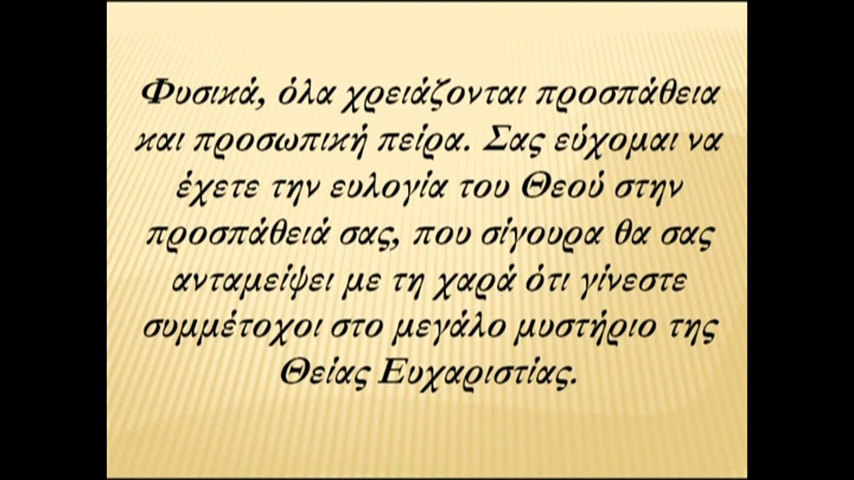 Φυσικά, όλα χρειάζονται προσπάθεια
και προσωπική πείρα. Σας εύχομαι να
έχετε την ευλογία του Θεού στην
προσπάθειά σας, που σίγουρα θα σας
ανταμείψει με τη χαρά ότι γίνεστε
συμμέτοχοι στο μεγάλο μυστήριο της
Θείας Ευχαριστίας.